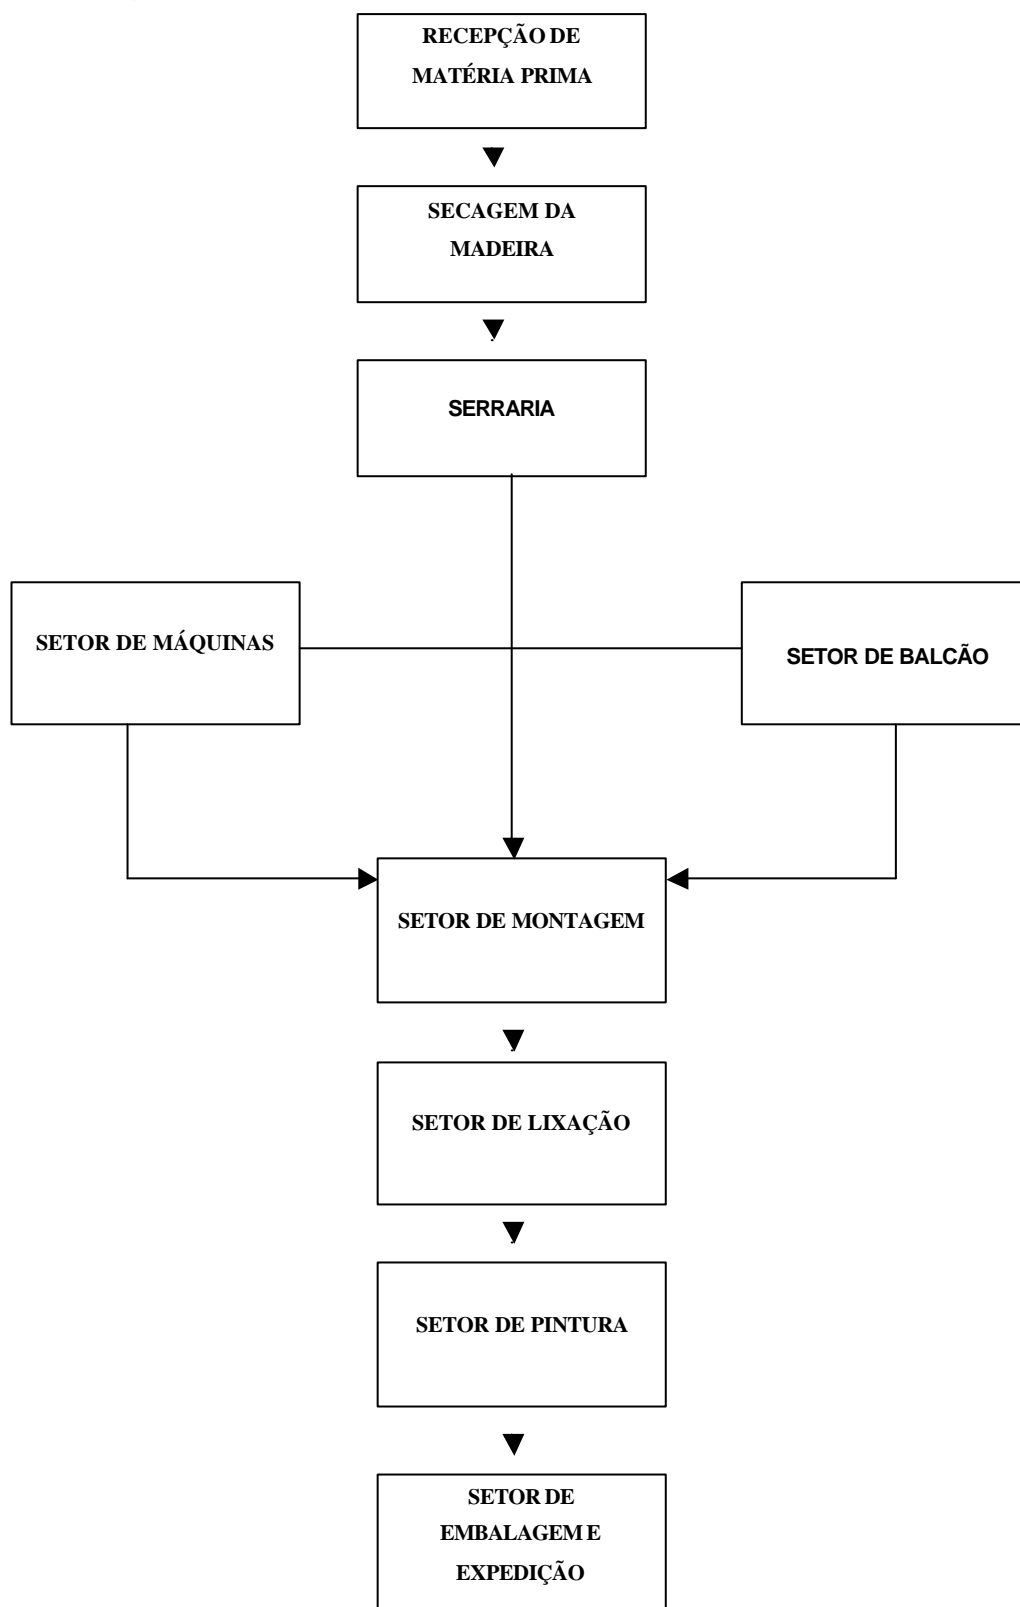 RECEPÇÃO DE
MATÉRIA PRIMA
SECAGEM DA
MADEIRA
SERRARIA
SETOR DE MÁQUINAS
SETOR DE BALCÃO
SETOR DE MONTAGEM
SETOR DE LIXAÇÃO
SETOR DE PINTURA
SETOR DE
EMBALAGEM E
EXPEDIÇÃO